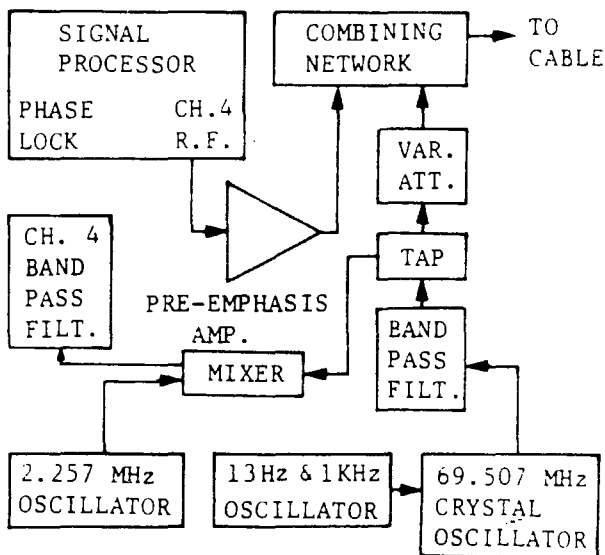 SIGNAL
PROCESSOR
PHASE CH.4
LOCK R.F.
COMBINING
NETWORK
TO
CABLE
VAR.
ATT.
CH. 4
BAND
PASS
FILT.
TAP
PRE-EMPHASIS
AMP.
BAND
PASS
FILT.
MIXER
2.257 MHz
OSCILLATOR
13Hz & 1KHz
OSCILLATOR
69.507 MHz
CRYSTAL
OSCILLATOR